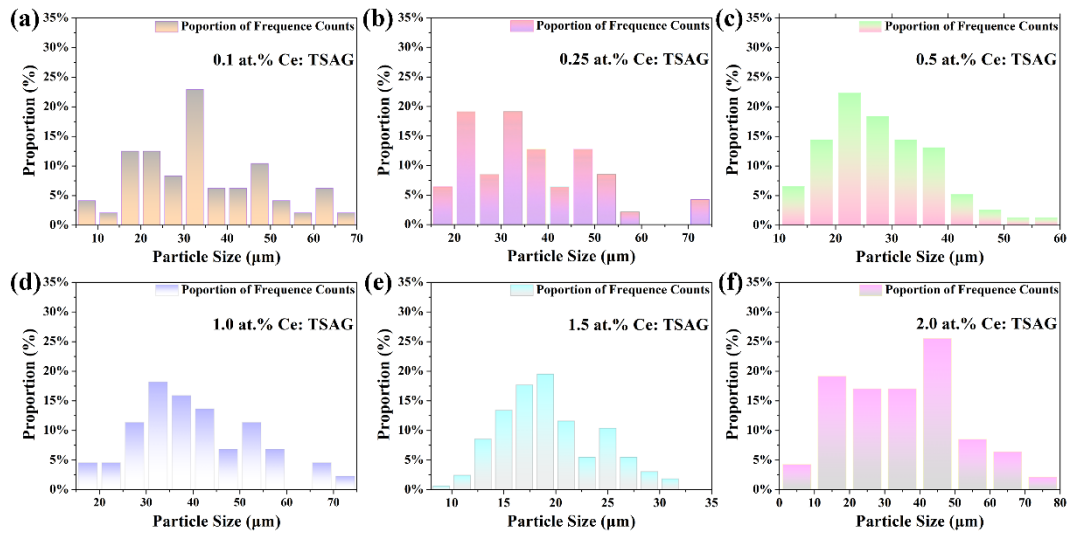 (a)
Poportion of Frequence Counts
0.1 at.% Ce: TSAG
Proportion (%)
35%
30%
25%
20%
15%
10%
5%
0%
10 20 30 40 50 60 70
Particle Size (μm)
(b)
Poportion of Frequence Counts
0.25 at.% Ce: TSAG
Proportion (%)
35%
30%
25%
20%
15%
10%
5%
0%
20 30 40 50 60 70
Particle Size (μm)
(c)
Poportion of Frequence Counts
0.5 at.% Ce: TSAG
Proportion (%)
35%
30%
25%
20%
15%
10%
5%
0%
10 20 30 40 50 60
Particle Size (μm)
(d)
Poportion of Frequence Counts
1.0 at.% Ce: TSAG
Proportion (%)
35%
30%
25%
20%
15%
10%
5%
0%
20 30 40 50 60 70
Particle Size (μm)
(e)
Poportion of Frequence Counts
1.5 at.% Ce: TSAG
Proportion (%)
35%
30%
25%
20%
15%
10%
5%
0%
10 15 20 25 30 35
Particle Size (μm)
(f)
Poportion of Frequence Counts
2.0 at.% Ce: TSAG
Proportion (%)
35%
30%
25%
20%
15%
10%
5%
0%
0 10 20 30 40 50 60 70 80
Particle Size (μm)